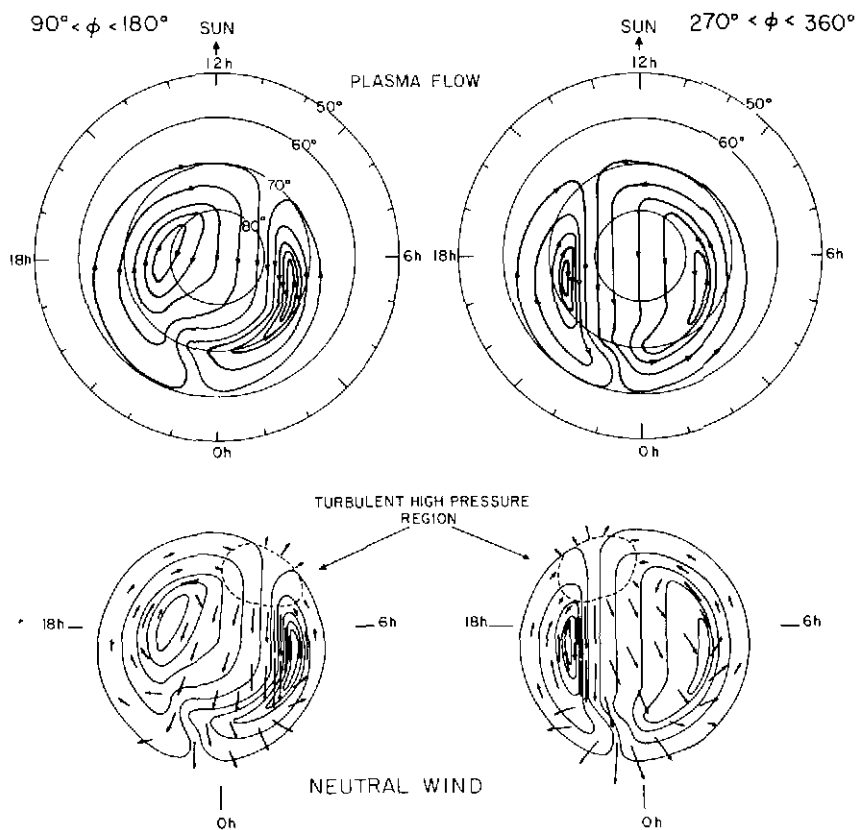 90° < ϕ < 180°
SUN
12h
PLASMA FLOW
SUN
270° < ϕ < 360°
12h
50°
60°
70°
80°
18h
6h
0h
50°
60°
18h
6h
0h
TURBULENT HIGH PRESSURE
REGION
18h
6h
18h
6h
NEUTRAL WIND
0h
0h